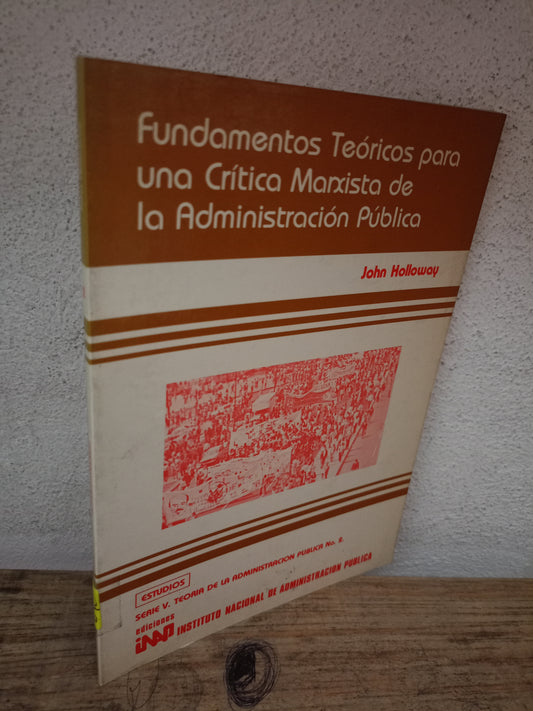 Fundamentos Teóricos para
una Crítica Marxista de
la Administración Pública
John Holloway
ESTUDIOS
SERIE V. TEORIA DE LA ADMINISTRACION PUBLICA No. 2.
ediciones
INAP INSTITUTO NACIONAL DE ADMINISTRACION PUBLICA